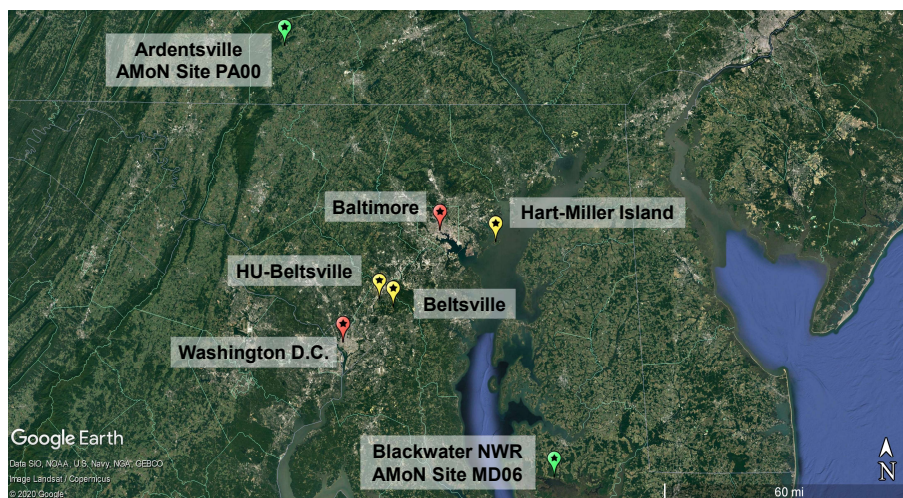 Ardentsville
AMoN Site PA00
Baltimore
Hart-Miller Island
HU-Beltsville
Beltsville
Washington D.C.
Blackwater NWR
AMoN Site MD06
Google Earth
Data SIO, NOAA, U.S. Navy, NGA, GEBCO
Image Landsat / Copernicus
© 2020 Google
N
60 mi